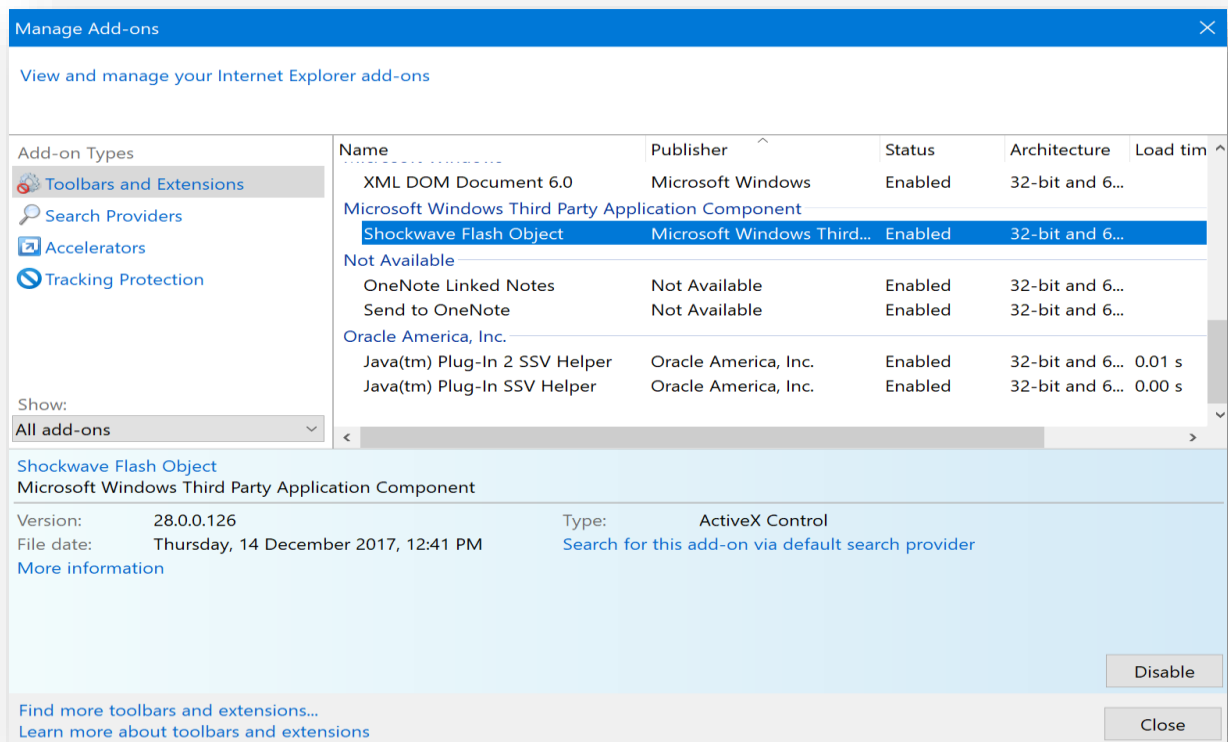 Manage Add-ons
View and manage your Internet Explorer add-ons
Add-on Types
Toolbars and Extensions
Search Providers
Accelerators
Tracking Protection
Show:
All add-ons
Name Publisher Status Architecture Load tim
XML DOM Document 6.0 Microsoft Windows Enabled 32-bit and 6...
Microsoft Windows Third Party Application Component
Shockwave Flash Object Microsoft Windows Third... Enabled 32-bit and 6...
Not Available
OneNote Linked Notes Not Available Enabled 32-bit and 6...
Send to OneNote Not Available Enabled 32-bit and 6...
Oracle America, Inc.
Java(tm) Plug-In 2 SSV Helper Oracle America, Inc. Enabled 32-bit and 6... 0.01 s
Java(tm) Plug-In SSV Helper Oracle America, Inc. Enabled 32-bit and 6... 0.00 s
Shockwave Flash Object
Microsoft Windows Third Party Application Component
Version: 28.0.0.126 Type: ActiveX Control
File date: Thursday, 14 December 2017, 12:41 PM Search for this add-on via default search provider
More information
Disable
Find more toolbars and extensions...
Learn more about toolbars and extensions
Close